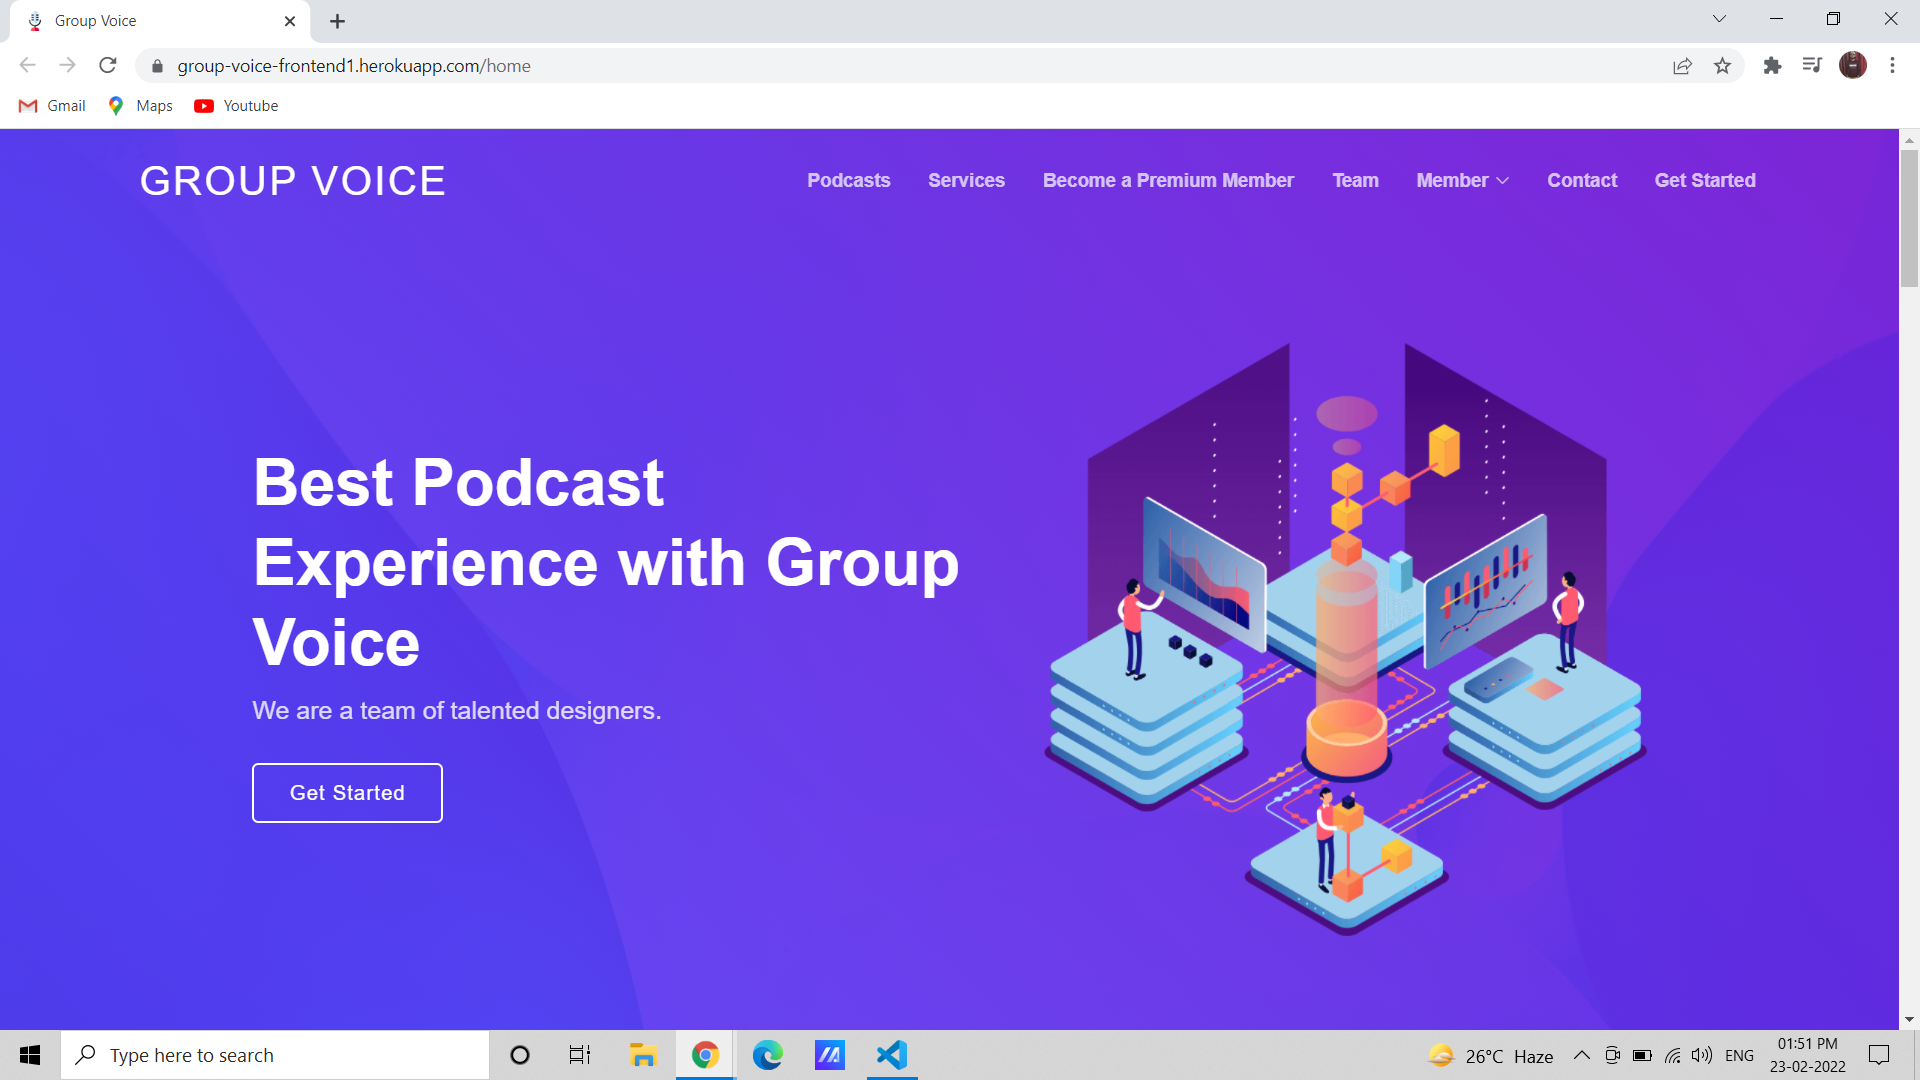 Group Voice
group-voice-frontend1.herokuapp.com/home
Gmail Maps Youtube
GROUP VOICE
Podcasts Services Become a Premium Member Team Member Contact Get Started
Best Podcast
Experience with Group
Voice
We are a team of talented designers.
Get Started
Type here to search
26°C Haze
ENG
01:51 PM
23-02-2022